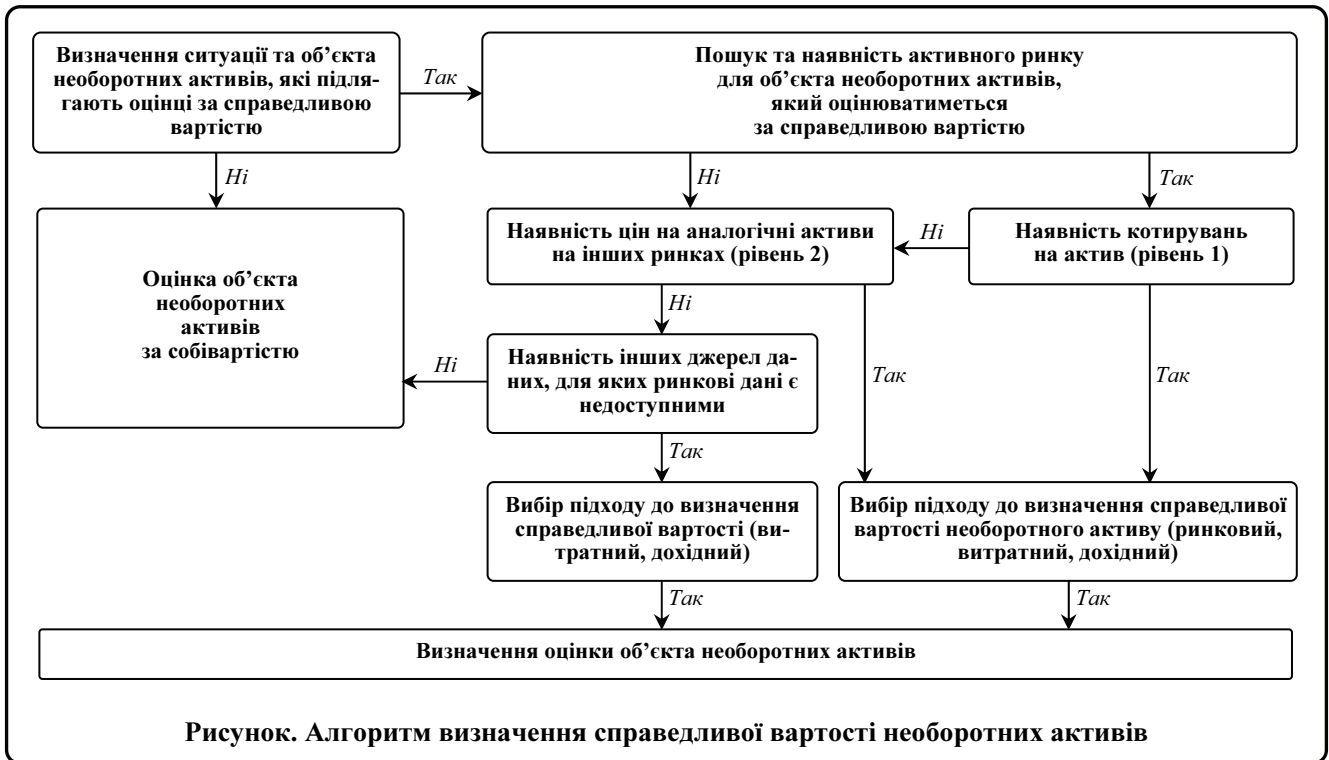 Визначення ситуації та об’єкта
необоротних активів, які підля-
гають оцінці за справедливою
вартістю
Так
Пошук та наявність активного ринку
для об’єкта необоротних активів,
який оцінюватиметься
за справедливою вартістю
Ні
Ні
Так
Оцінка об’єкта
необоротних
активів
за собівартістю
Наявність цін на аналогічні активи
на інших ринках (рівень 2)
Ні
Наявність котирувань
на актив (рівень 1)
Ні
Ні
Наявність інших джерел да-
них, для яких ринкові дані є
недоступними
Так
Так
Так
Вибір підходу до визначення
справедливої вартості (ви-
тратний, дохідний)
Вибір підходу до визначення справедливої
вартості необоротного активу (ринковий,
витратний, дохідний)
Так
Так
Визначення оцінки об’єкта необоротних активів
Рисунок. Алгоритм визначення справедливої вартості необоротних активів